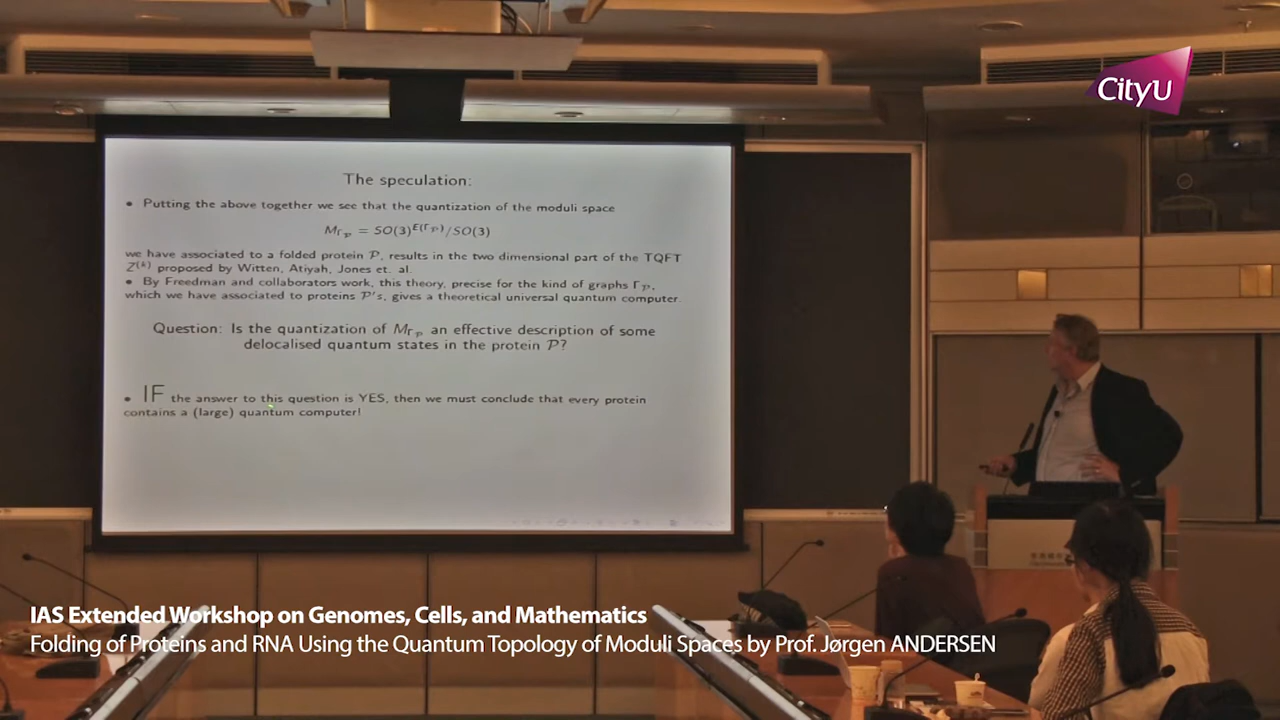 CityU
The speculation:
• Putting the above together we see that the quantization of the moduli space
M_{Γ_𝒫} = SO(3)^{E(Γ_𝒫)}/SO(3)
we have associated to a folded protein 𝒫, results in the two dimensional part of the TQFT
Z^{(k)} proposed by Witten, Atiyah, Jones et. al.
• By Freedman and collaborators work, this theory, precise for the kind of graphs Γ_𝒫,
which we have associated to proteins 𝒫's, gives a theoretical universal quantum computer.
Question: Is the quantization of M_{Γ_𝒫} an effective description of some
delocalised quantum states in the protein 𝒫?
• IF the answer to this question is YES, then we must conclude that every protein
contains a (large) quantum computer!
IAS Extended Workshop on Genomes, Cells, and Mathematics
Folding of Proteins and RNA Using the Quantum Topology of Moduli Spaces by Prof. Jørgen ANDERSEN